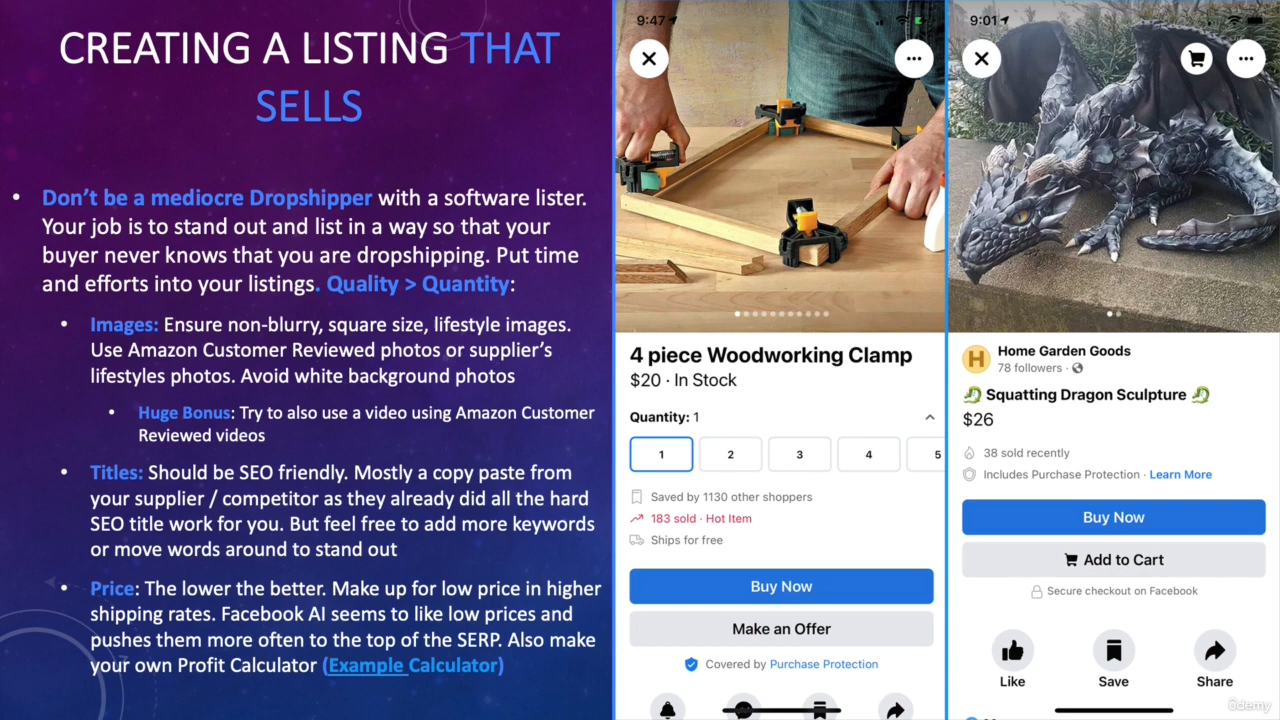 CREATING A LISTING THAT
SELLS
• Don't be a mediocre Dropshipper with a software lister.
Your job is to stand out and list in a way so that your
buyer never knows that you are dropshipping. Put time
and efforts into your listings. Quality > Quantity:
• Images: Ensure non-blurry, square size, lifestyle images.
Use Amazon Customer Reviewed photos or supplier's
lifestyles photos. Avoid white background photos
• Huge Bonus: Try to also use a video using Amazon Customer
Reviewed videos
• Titles: Should be SEO friendly. Mostly a copy paste from
your supplier / competitor as they already did all the hard
SEO title work for you. But feel free to add more keywords
or move words around to stand out
• Price: The lower the better. Make up for low price in higher
shipping rates. Facebook AI seems to like low prices and
pushes them more often to the top of the SERP. Also make
your own Profit Calculator (Example Calculator)
9:47
4 piece Woodworking Clamp
$20 · In Stock
Quantity: 1
1 2 3 4 5
Saved by 1130 other shoppers
183 sold · Hot Item
Ships for free
Buy Now
Make an Offer
Covered by Purchase Protection
9:01
H
Home Garden Goods
78 followers ·
Squatting Dragon Sculpture
$26
38 sold recently
Includes Purchase Protection · Learn More
Buy Now
Add to Cart
Secure checkout on Facebook
Like Save Share
ûdemy